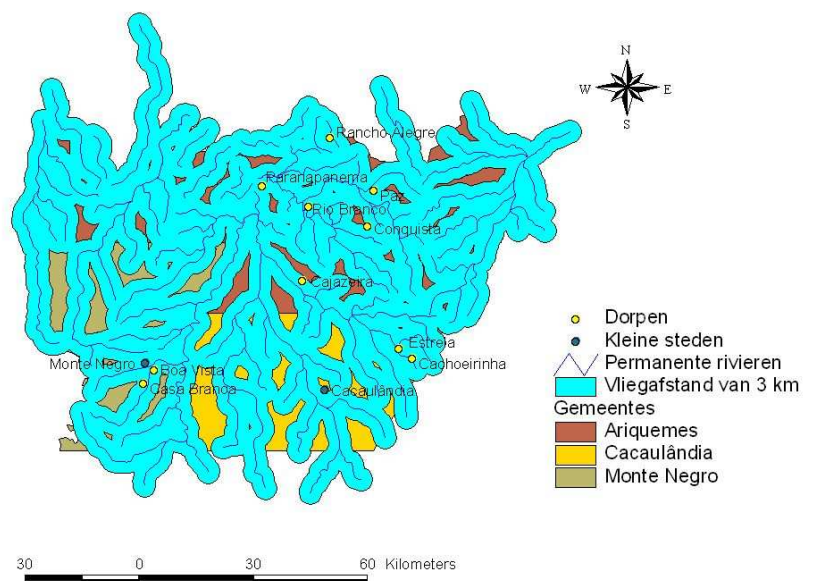 N
W E
S
Rancho Alegre
Paranapanema
Paz
Rio Branco
Conquista
Cajazeira
Estrela
Monte Negro
Boa Vista
Cachoeirinha
Casa Branca
Cacaulândia
Dorpen
Kleine steden
Permanente rivieren
Vliegafstand van 3 km
Gemeentes
Ariquemes
Cacaulândia
Monte Negro
30 0 30 60 Kilometers